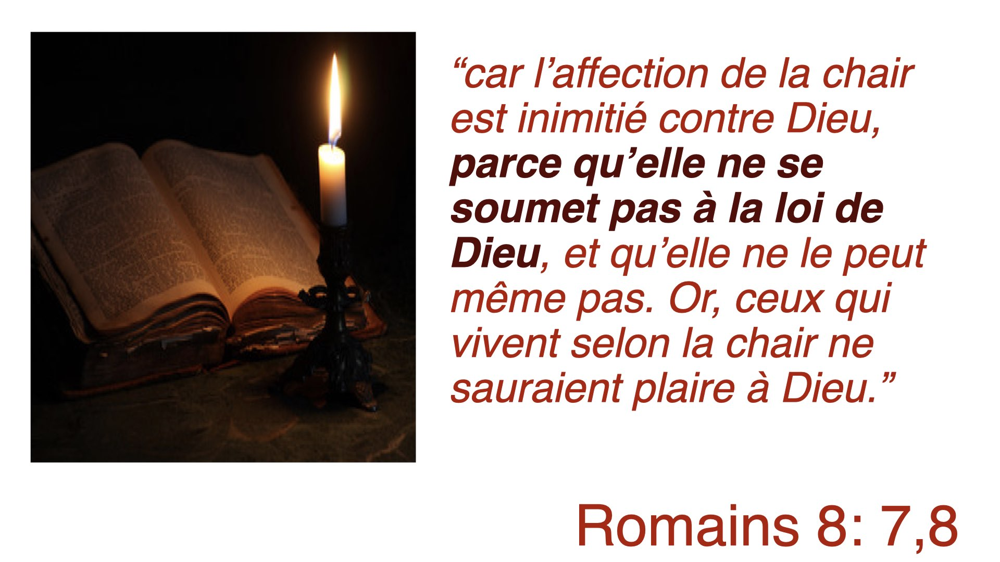 “car l’affection de la chair
est inimitié contre Dieu,
parce qu’elle ne se
soumet pas à la loi de
Dieu, et qu’elle ne le peut
même pas. Or, ceux qui
vivent selon la chair ne
sauraient plaire à Dieu.”
Romains 8: 7,8